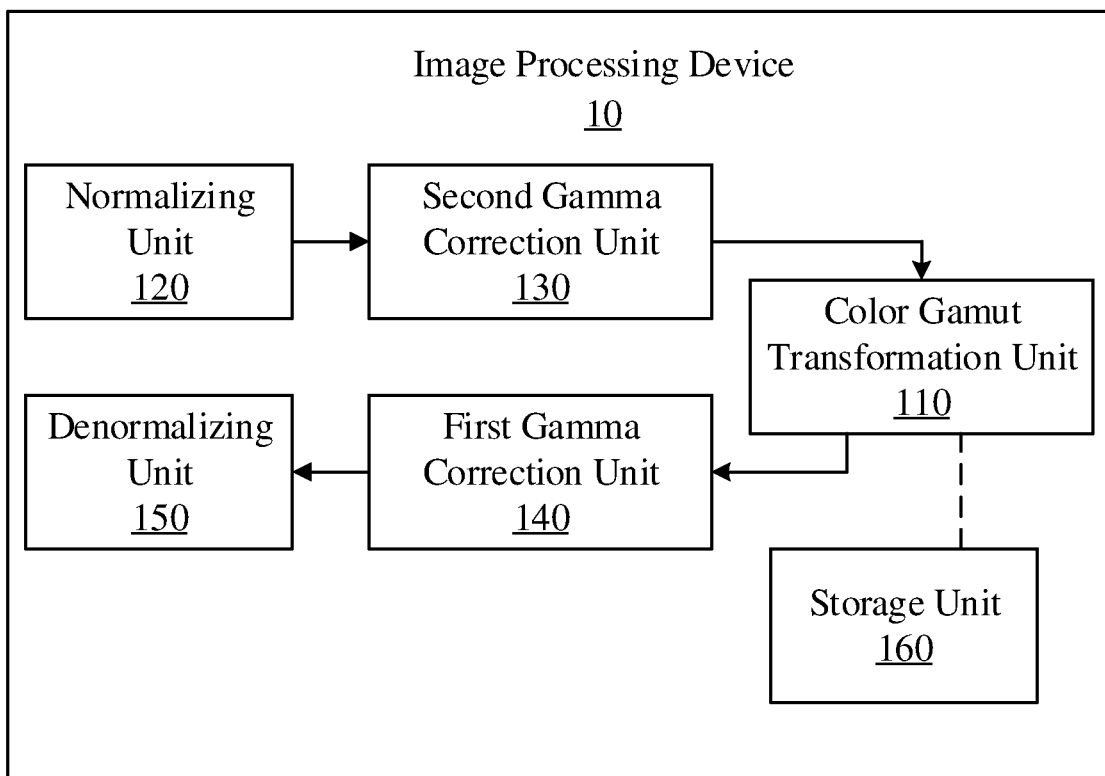 Image Processing Device
10
Normalizing
Unit
120
Second Gamma
Correction Unit
130
Color Gamut
Transformation Unit
110
Denormalizing
Unit
150
First Gamma
Correction Unit
140
Storage Unit
160